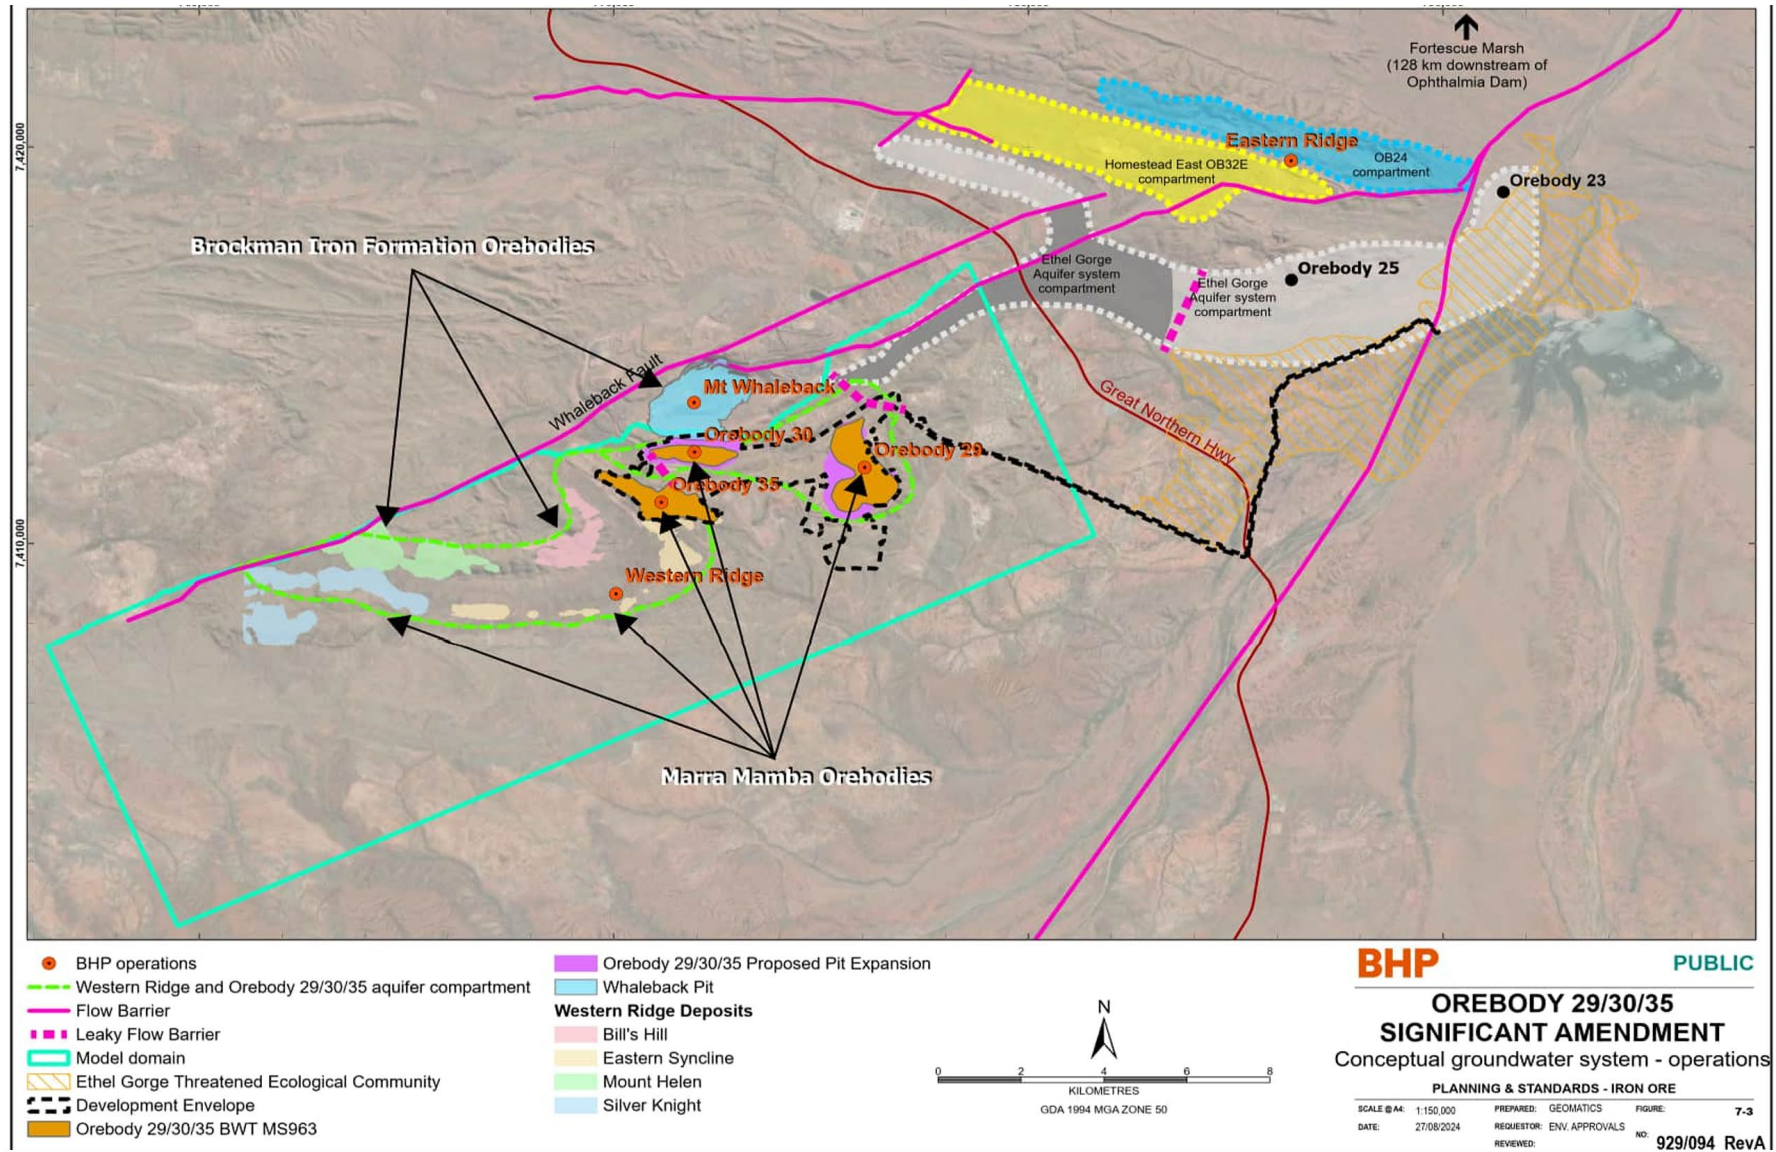 Fortescue Marsh
(128 km downstream of
Ophthalmia Dam)
7,420,000
Eastern Ridge
OB24
compartment
Homestead East OB32E
compartment
Orebody 23
Brockman Iron Formation Orebodies
Ethel Gorge
Aquifer system
compartment
Orebody 25
Ethel Gorge
Aquifer system
compartment
Whaleback Fault
Mt Whaleback
Great Northern Hwy
Orebody 30
Orebody 29
Orebody 35
7,410,000
Western Ridge
Marra Mamba Orebodies
BHP operations
Western Ridge and Orebody 29/30/35 aquifer compartment
Flow Barrier
Leaky Flow Barrier
Model domain
Ethel Gorge Threatened Ecological Community
Development Envelope
Orebody 29/30/35 BWT MS963
Orebody 29/30/35 Proposed Pit Expansion
Whaleback Pit
Western Ridge Deposits
Bill's Hill
Eastern Syncline
Mount Helen
Silver Knight
N
0 2 4 6 8
KILOMETRES
GDA 1994 MGA ZONE 50
BHP PUBLIC
OREBODY 29/30/35
SIGNIFICANT AMENDMENT
Conceptual groundwater system - operations
PLANNING & STANDARDS - IRON ORE
SCALE @ A4: 1:150,000 PREPARED: GEOMATICS FIGURE: 7-3
DATE: 27/08/2024 REQUESTOR: ENV. APPROVALS
REVIEWED: NO: 929/094 RevA